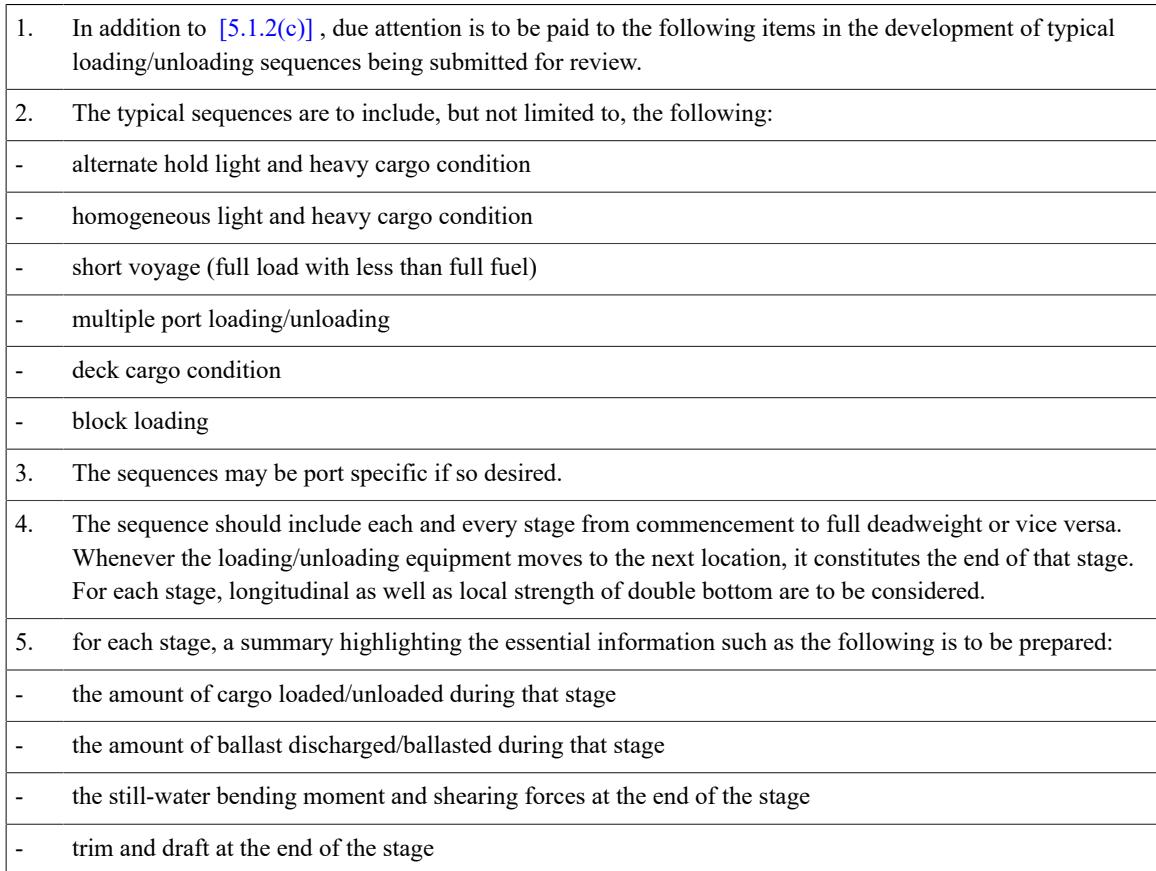 1. In addition to [5.1.2(c)] , due attention is to be paid to the following items in the development of typical
loading/unloading sequences being submitted for review.
2. The typical sequences are to include, but not limited to, the following:
- alternate hold light and heavy cargo condition
- homogeneous light and heavy cargo condition
- short voyage (full load with less than full fuel)
- multiple port loading/unloading
- deck cargo condition
- block loading
3. The sequences may be port specific if so desired.
4. The sequence should include each and every stage from commencement to full deadweight or vice versa.
Whenever the loading/unloading equipment moves to the next location, it constitutes the end of that stage.
For each stage, longitudinal as well as local strength of double bottom are to be considered.
5. for each stage, a summary highlighting the essential information such as the following is to be prepared:
- the amount of cargo loaded/unloaded during that stage
- the amount of ballast discharged/ballasted during that stage
- the still-water bending moment and shearing forces at the end of the stage
- trim and draft at the end of the stage